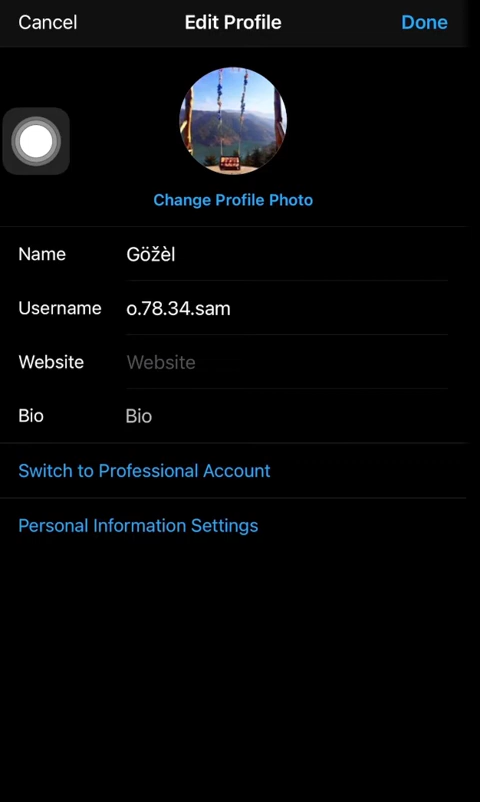 Cancel Edit Profile Done
Change Profile Photo
Name Göžèl
Username o.78.34.sam
Website Website
Bio Bio
Switch to Professional Account
Personal Information Settings